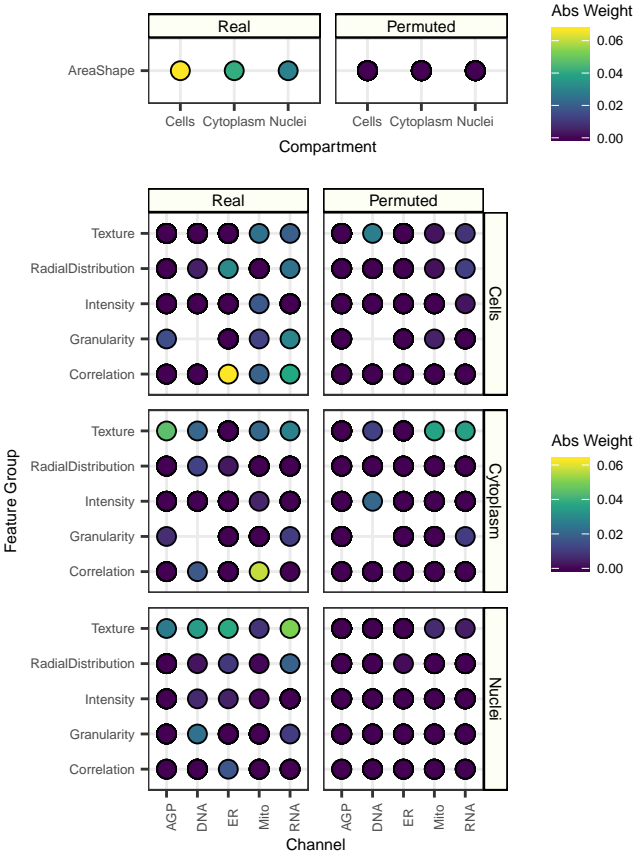 Real Permuted
AreaShape
Cells Cytoplasm Nuclei Cells Cytoplasm Nuclei
Compartment
Abs Weight
0.06
0.04
0.02
0.00
Real Permuted
Feature Group
Texture
RadialDistribution
Intensity
Granularity
Correlation
Cells
Texture
RadialDistribution
Intensity
Granularity
Correlation
Cytoplasm
Texture
RadialDistribution
Intensity
Granularity
Correlation
Nuclei
AGP DNA ER Mito RNA AGP DNA ER Mito RNA
Channel
Abs Weight
0.06
0.04
0.02
0.00